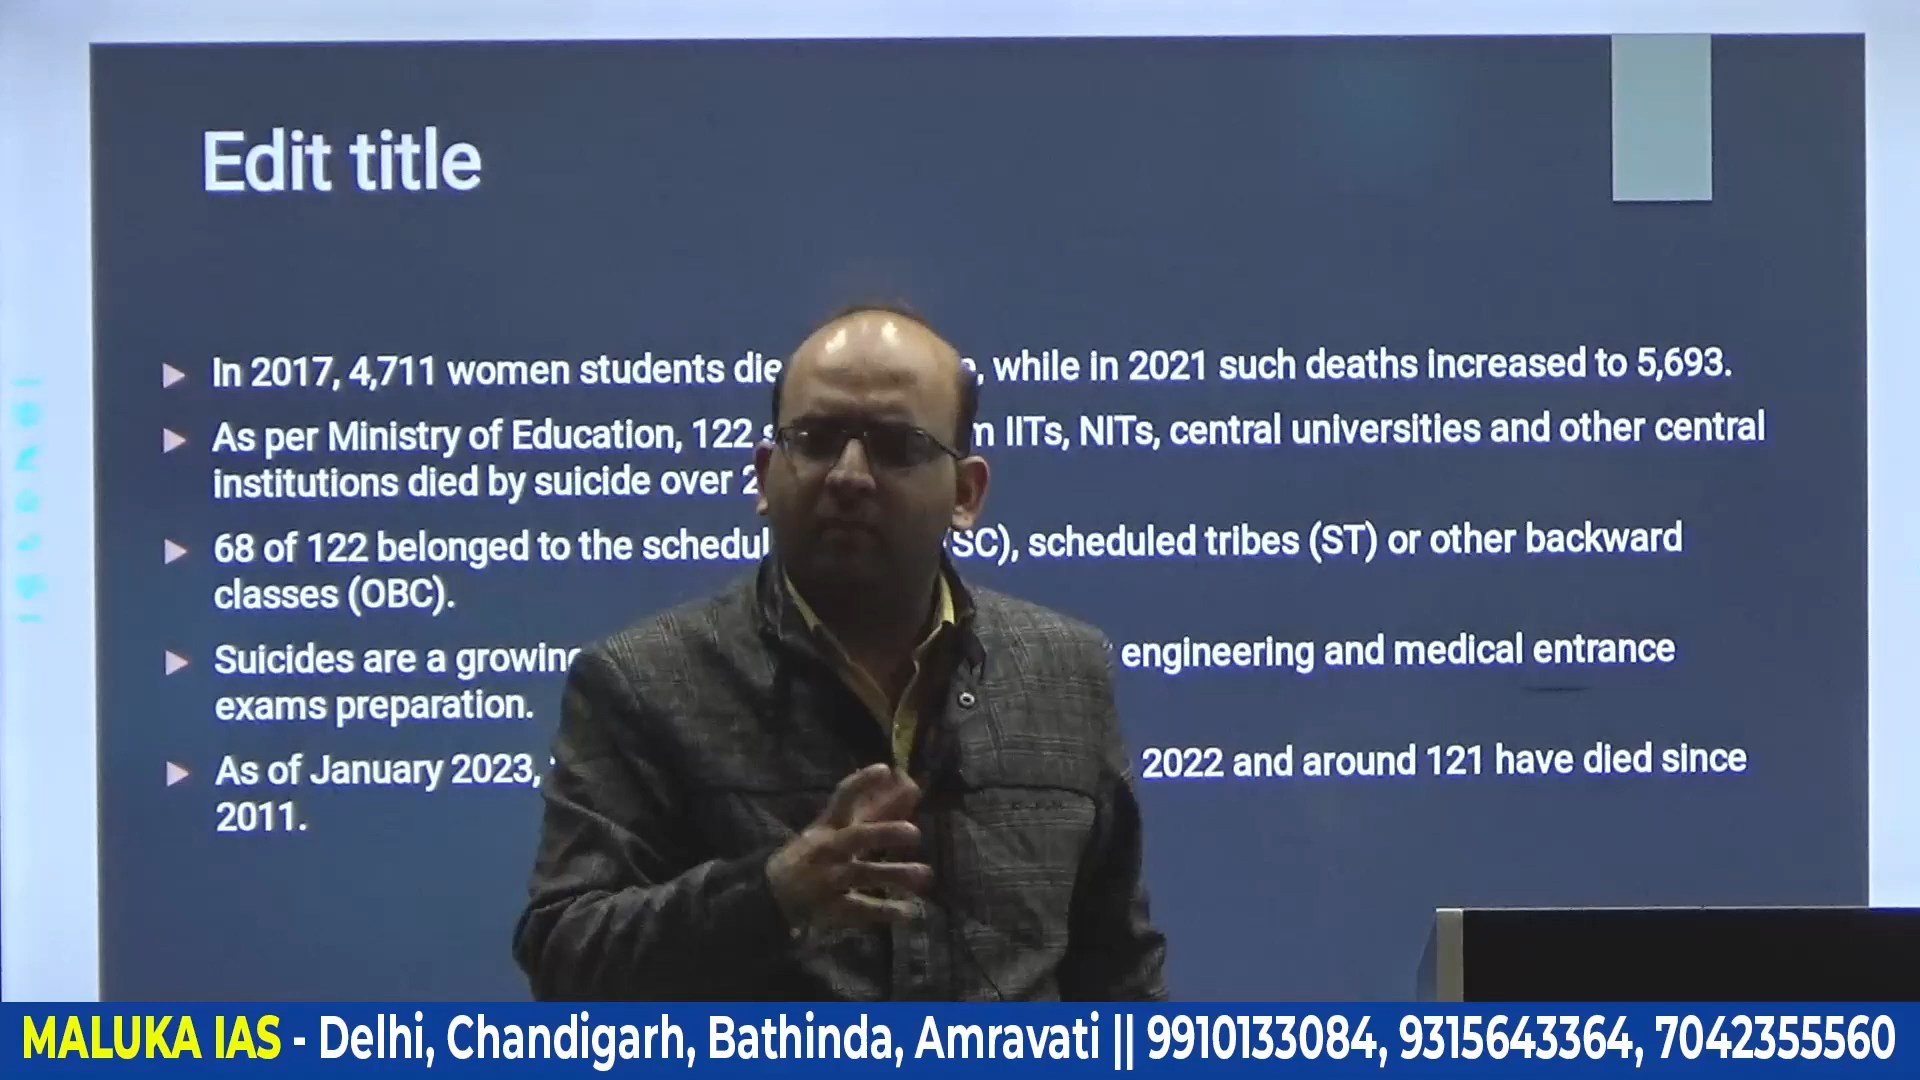 Edit title
In 2017, 4,711 women students while in 2021 such deaths increased to 5,693.
As per Ministry of Education, 122 IITs, NITs, central universities and other central
institutions died by suicide over
68 of 122 belonged to the scheduled tribes (ST) or other backward
classes (OBC).
Suicides are a growing engineering and medical entrance
exams preparation.
As of January 2023, 2022 and around 121 have died since
2011.
MALUKA IAS - Delhi, Chandigarh, Bathinda, Amravati || 9910133084, 9315643364, 7042355560